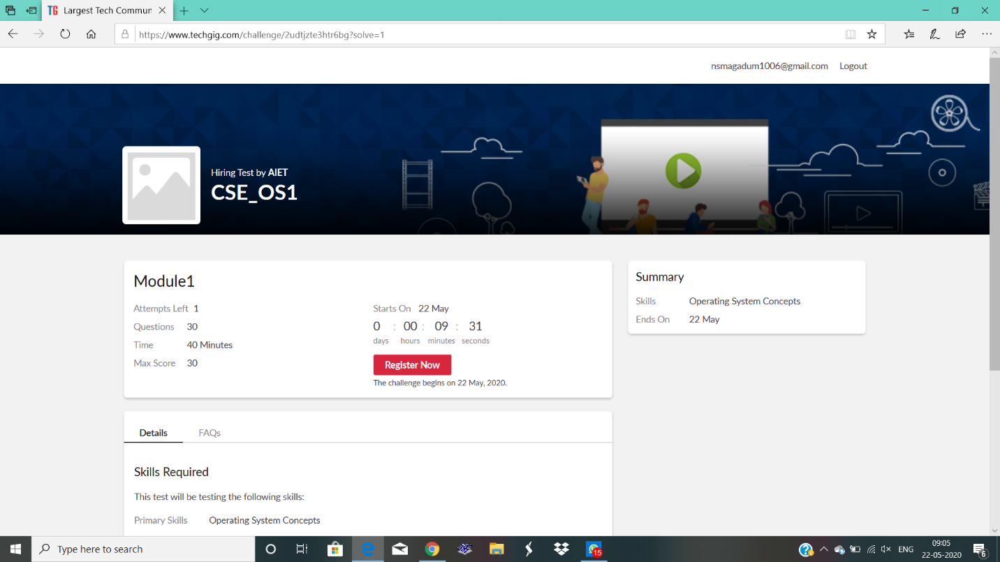 TG Largest Tech Commun
https://www.techgig.com/challenge/2udtjzte3htr6bg?solve=1
nsmagadum1006@gmail.com Logout
Hiring Test by AIET
CSE_OS1
Module1
Attempts Left 1
Questions 30
Time 40 Minutes
Max Score 30
Starts On 22 May
0 : 00 : 09 : 31
days hours minutes seconds
Register Now
The challenge begins on 22 May, 2020.
Summary
Skills Operating System Concepts
Ends On 22 May
Details FAQs
Skills Required
This test will be testing the following skills:
Primary Skills Operating System Concepts
Type here to search
15
ENG
09:05
22-05-2020
6